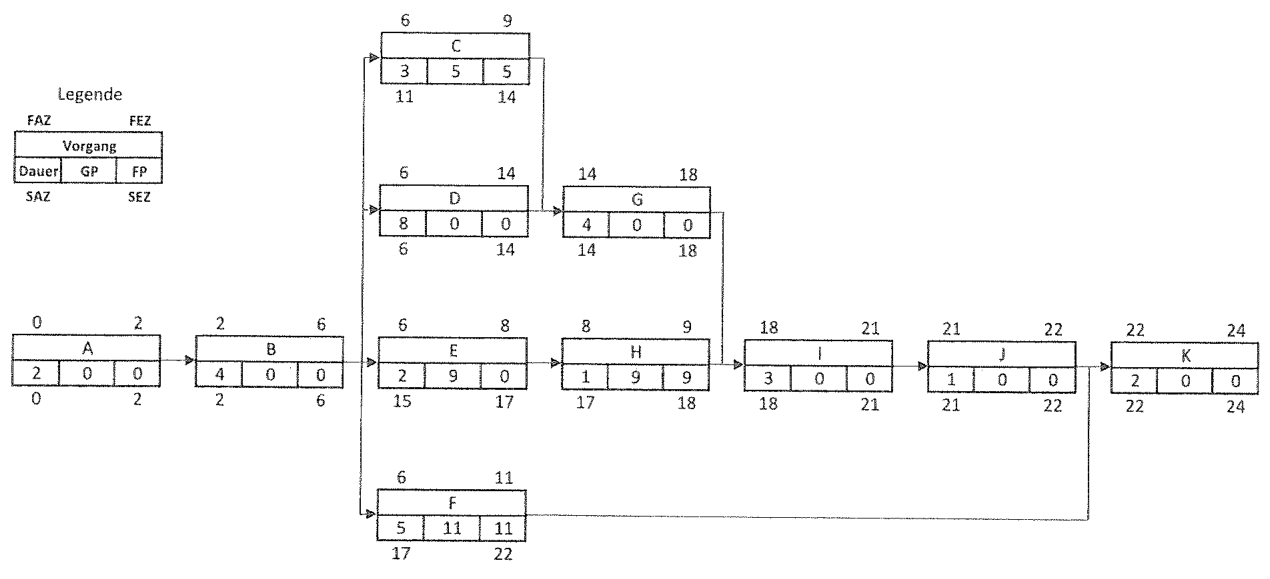 Legende
FAZ FEZ
Vorgang
Dauer GP FP
SAZ SEZ
0 2
A
2 0 0
0 2
2 6
B
4 0 0
2 6
6 9
C
3 5 5
11 14
6 14
D
8 0 0
6 14
6 8
E
2 9 0
15 17
6 11
F
5 11 11
17 22
14 18
G
4 0 0
14 18
8 9
H
1 9 9
17 18
18 21
I
3 0 0
18 21
21 22
J
1 0 0
21 22
22 24
K
2 0 0
22 24